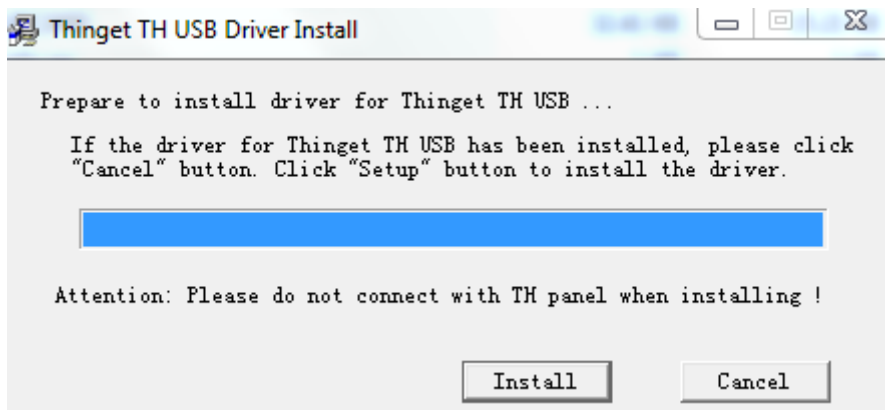 Thinget TH USB Driver Install
Prepare to install driver for Thinget TH USB ...
If the driver for Thinget TH USB has been installed, please click
"Cancel" button. Click "Setup" button to install the driver.
Attention: Please do not connect with TH panel when installing !
Install
Cancel